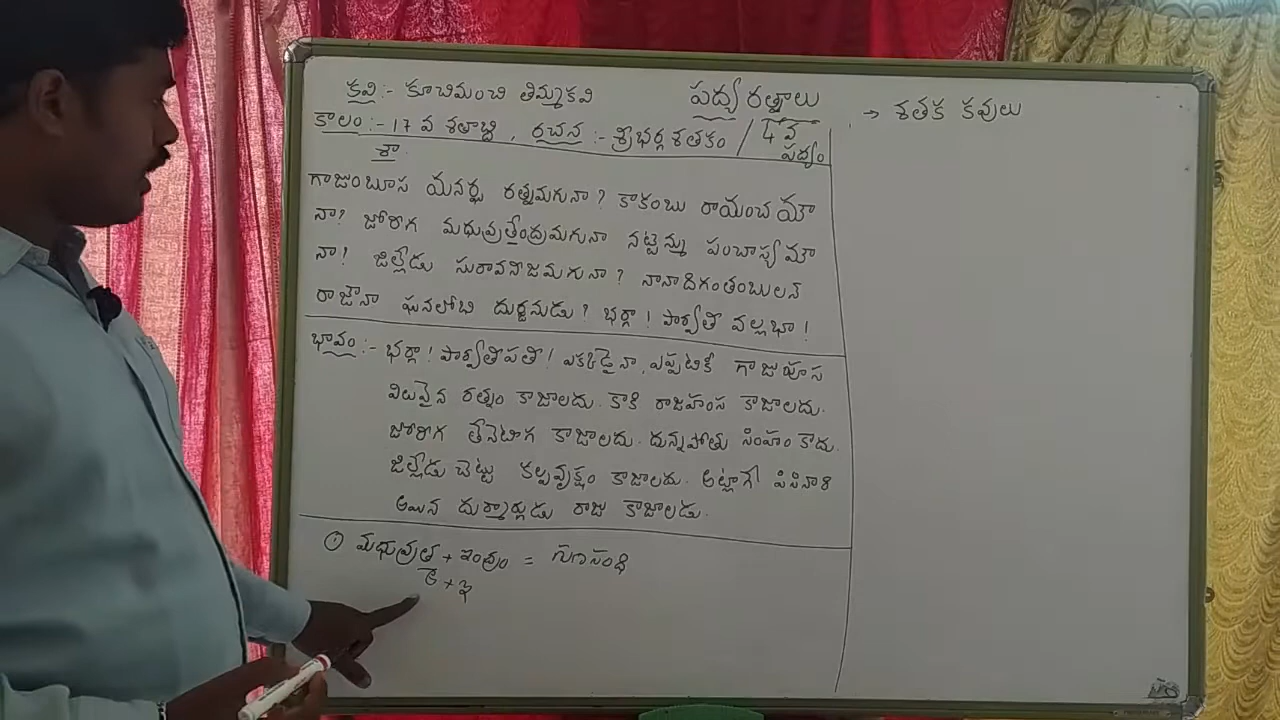 కవి :- కూచిమంచి తిమ్మకవి పద్య రత్నాలు → శతక కవులు
కాలం :- 17 వ శతాబ్ది , రచన :- శ్రీభర్గ శతకం / 4 వ పద్యం
శా
గాజుంబూస యనర్ఘ రత్నమగునా ? కాకంబు రాయంచ యౌ
నా? జోరీగ మధువ్రతేంద్రుమగునా నట్టెన్ము పంచాస్య మౌ
నా! జిల్లేడు సురావనీజమగునా ? నానాదిగంతంబులన్
రాజౌనా ఘనలోభి దుర్జనుడు ? భర్గా ! పార్వతీ వల్లభా !
భావం :- భర్గా ! పార్వతీపతీ ! ఎక్కడైనా, ఎప్పటికీ గాజుపూస
విలువైన రత్నం కాజాలదు. కాకి రాజహంస కాజాలదు.
జోరీగ తేనెటీగ కాజాలదు. దున్నపోతు సింహం కాదు.
జిల్లేడు చెట్టు కల్పవృక్షం కాజాలదు. అట్లాగే పిసినారి
అయిన దుర్మార్గుడు రాజు కాజాలడు.
① మధువ్రత + ఇంద్రం = గుణసంధి
అ + ఇ